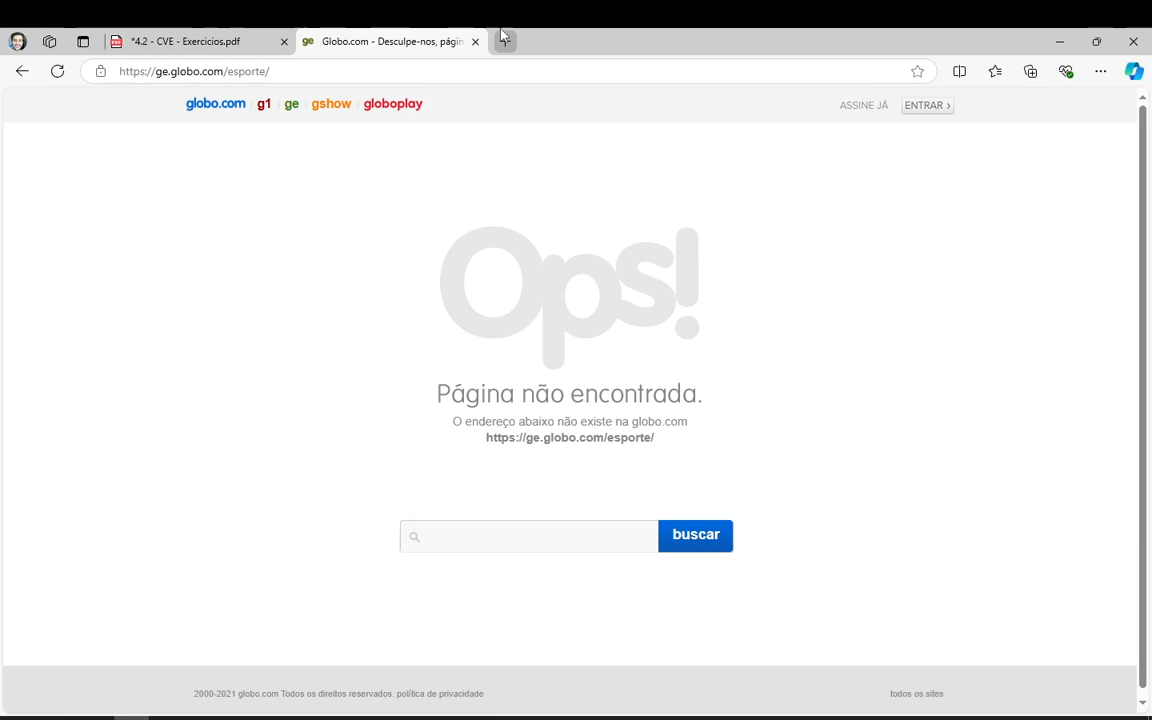 *4.2 - CVE - Exercicios.pdf
ge Globo.com - Desculpe-nos, págin
https://ge.globo.com/esporte/
globo.com g1 ge gshow globoplay ASSINE JÁ ENTRAR ›
Ops!
Página não encontrada.
O endereço abaixo não existe na globo.com
https://ge.globo.com/esporte/
buscar
2000-2021 globo.com Todos os direitos reservados. política de privacidade todos os sites